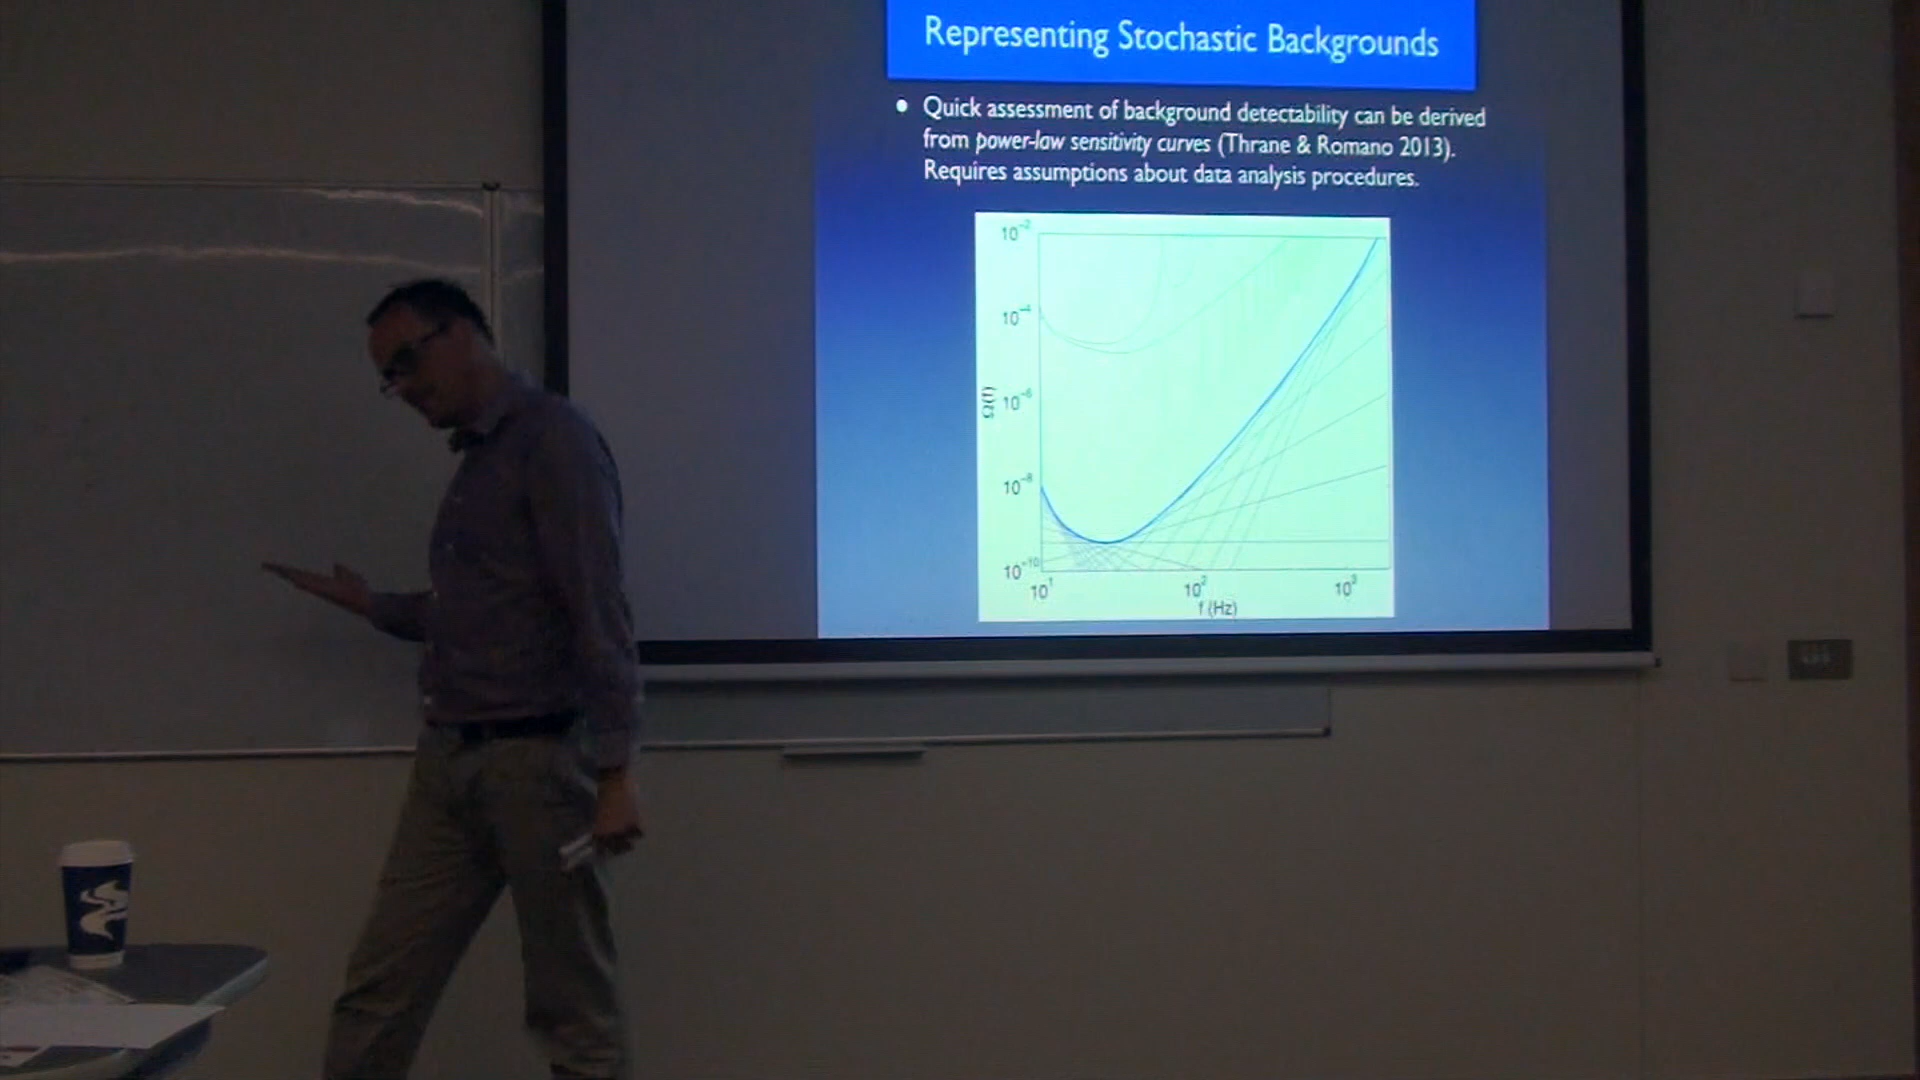 Representing Stochastic Backgrounds
• Quick assessment of background detectability can be derived
from power-law sensitivity curves (Thrane & Romano 2013).
Requires assumptions about data analysis procedures.
10⁻²
10⁻⁴
10⁻⁶
10⁻⁸
10⁻¹⁰
Ω(f)
10¹ 10² 10³
f (Hz)